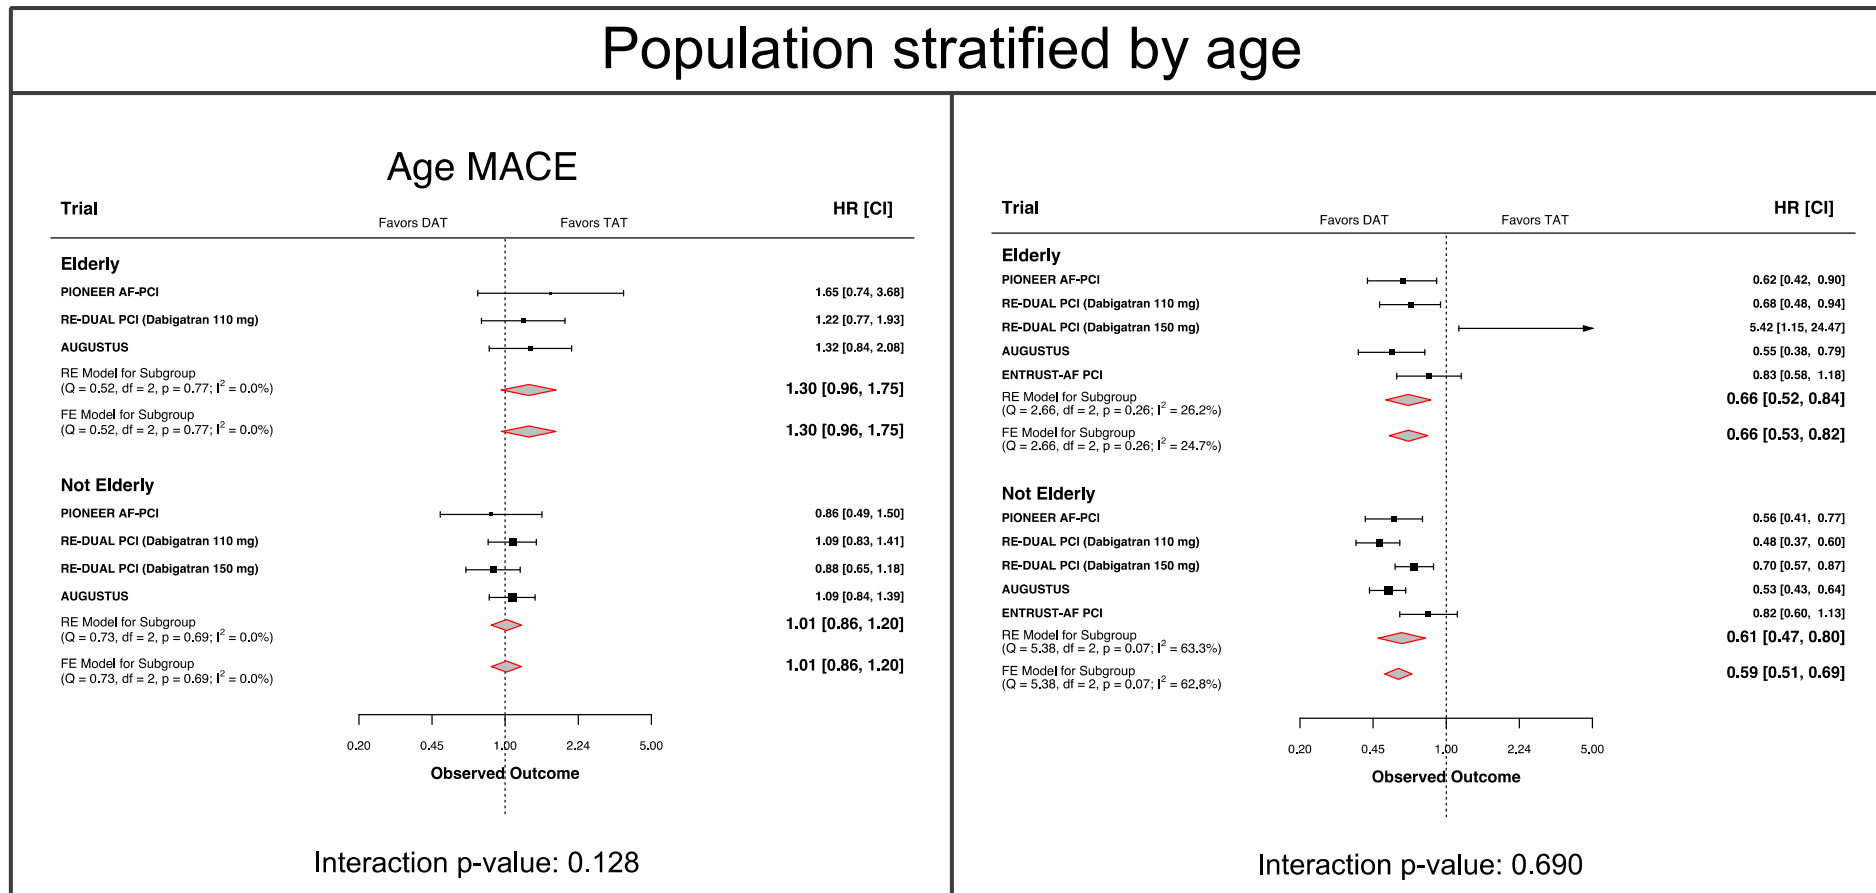 Population stratified by age
Age MACE
Trial
Favors DAT
Favors TAT
HR [CI]
Elderly
PIONEER AF-PCI 1.65 [0.74, 3.68]
RE-DUAL PCI (Dabigatran 110 mg) 1.22 [0.77, 1.93]
AUGUSTUS 1.32 [0.84, 2.08]
RE Model for Subgroup
(Q = 0.52, df = 2, p = 0.77; I² = 0.0%) 1.30 [0.96, 1.75]
FE Model for Subgroup
(Q = 0.52, df = 2, p = 0.77; I² = 0.0%) 1.30 [0.96, 1.75]
Not Elderly
PIONEER AF-PCI 0.86 [0.49, 1.50]
RE-DUAL PCI (Dabigatran 110 mg) 1.09 [0.83, 1.41]
RE-DUAL PCI (Dabigatran 150 mg) 0.88 [0.65, 1.18]
AUGUSTUS 1.09 [0.84, 1.39]
RE Model for Subgroup
(Q = 0.73, df = 2, p = 0.69; I² = 0.0%) 1.01 [0.86, 1.20]
FE Model for Subgroup
(Q = 0.73, df = 2, p = 0.69; I² = 0.0%) 1.01 [0.86, 1.20]
0.20 0.45 1.00 2.24 5.00
Observed Outcome
Interaction p-value: 0.128
Trial
Favors DAT
Favors TAT
HR [CI]
Elderly
PIONEER AF-PCI 0.62 [0.42, 0.90]
RE-DUAL PCI (Dabigatran 110 mg) 0.68 [0.48, 0.94]
RE-DUAL PCI (Dabigatran 150 mg) 5.42 [1.15, 24.47]
AUGUSTUS 0.55 [0.38, 0.79]
ENTRUST-AF PCI 0.83 [0.58, 1.18]
RE Model for Subgroup
(Q = 2.66, df = 2, p = 0.26; I² = 26.2%) 0.66 [0.52, 0.84]
FE Model for Subgroup
(Q = 2.66, df = 2, p = 0.26; I² = 24.7%) 0.66 [0.53, 0.82]
Not Elderly
PIONEER AF-PCI 0.56 [0.41, 0.77]
RE-DUAL PCI (Dabigatran 110 mg) 0.48 [0.37, 0.60]
RE-DUAL PCI (Dabigatran 150 mg) 0.70 [0.57, 0.87]
AUGUSTUS 0.53 [0.43, 0.64]
ENTRUST-AF PCI 0.82 [0.60, 1.13]
RE Model for Subgroup
(Q = 5.38, df = 2, p = 0.07; I² = 63.3%) 0.61 [0.47, 0.80]
FE Model for Subgroup
(Q = 5.38, df = 2, p = 0.07; I² = 62.8%) 0.59 [0.51, 0.69]
0.20 0.45 1.00 2.24 5.00
Observed Outcome
Interaction p-value: 0.690